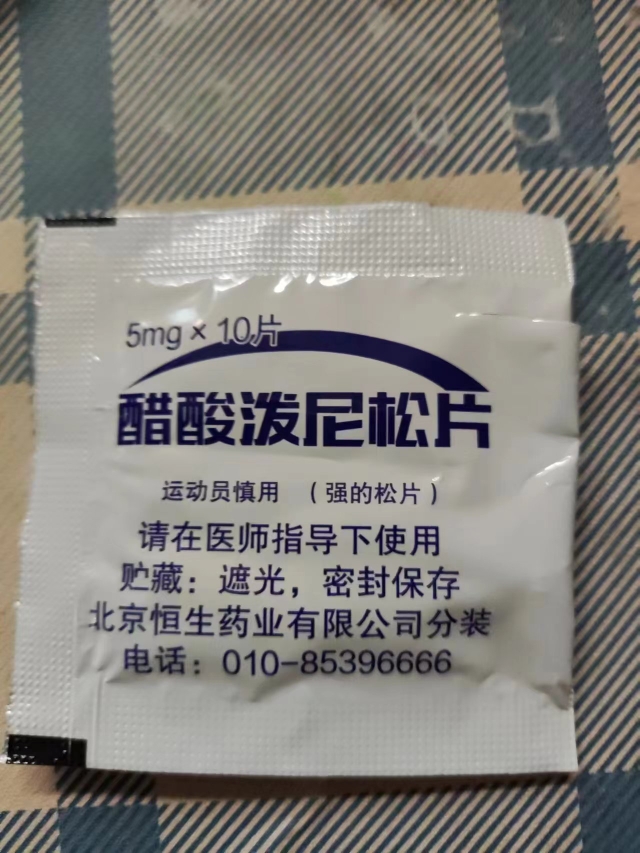 5mg × 10片
醋酸泼尼松片
运动员慎用 （强的松片）
请在医师指导下使用
贮藏：遮光，密封保存
北京恒生药业有限公司分装
电话：010-85396666